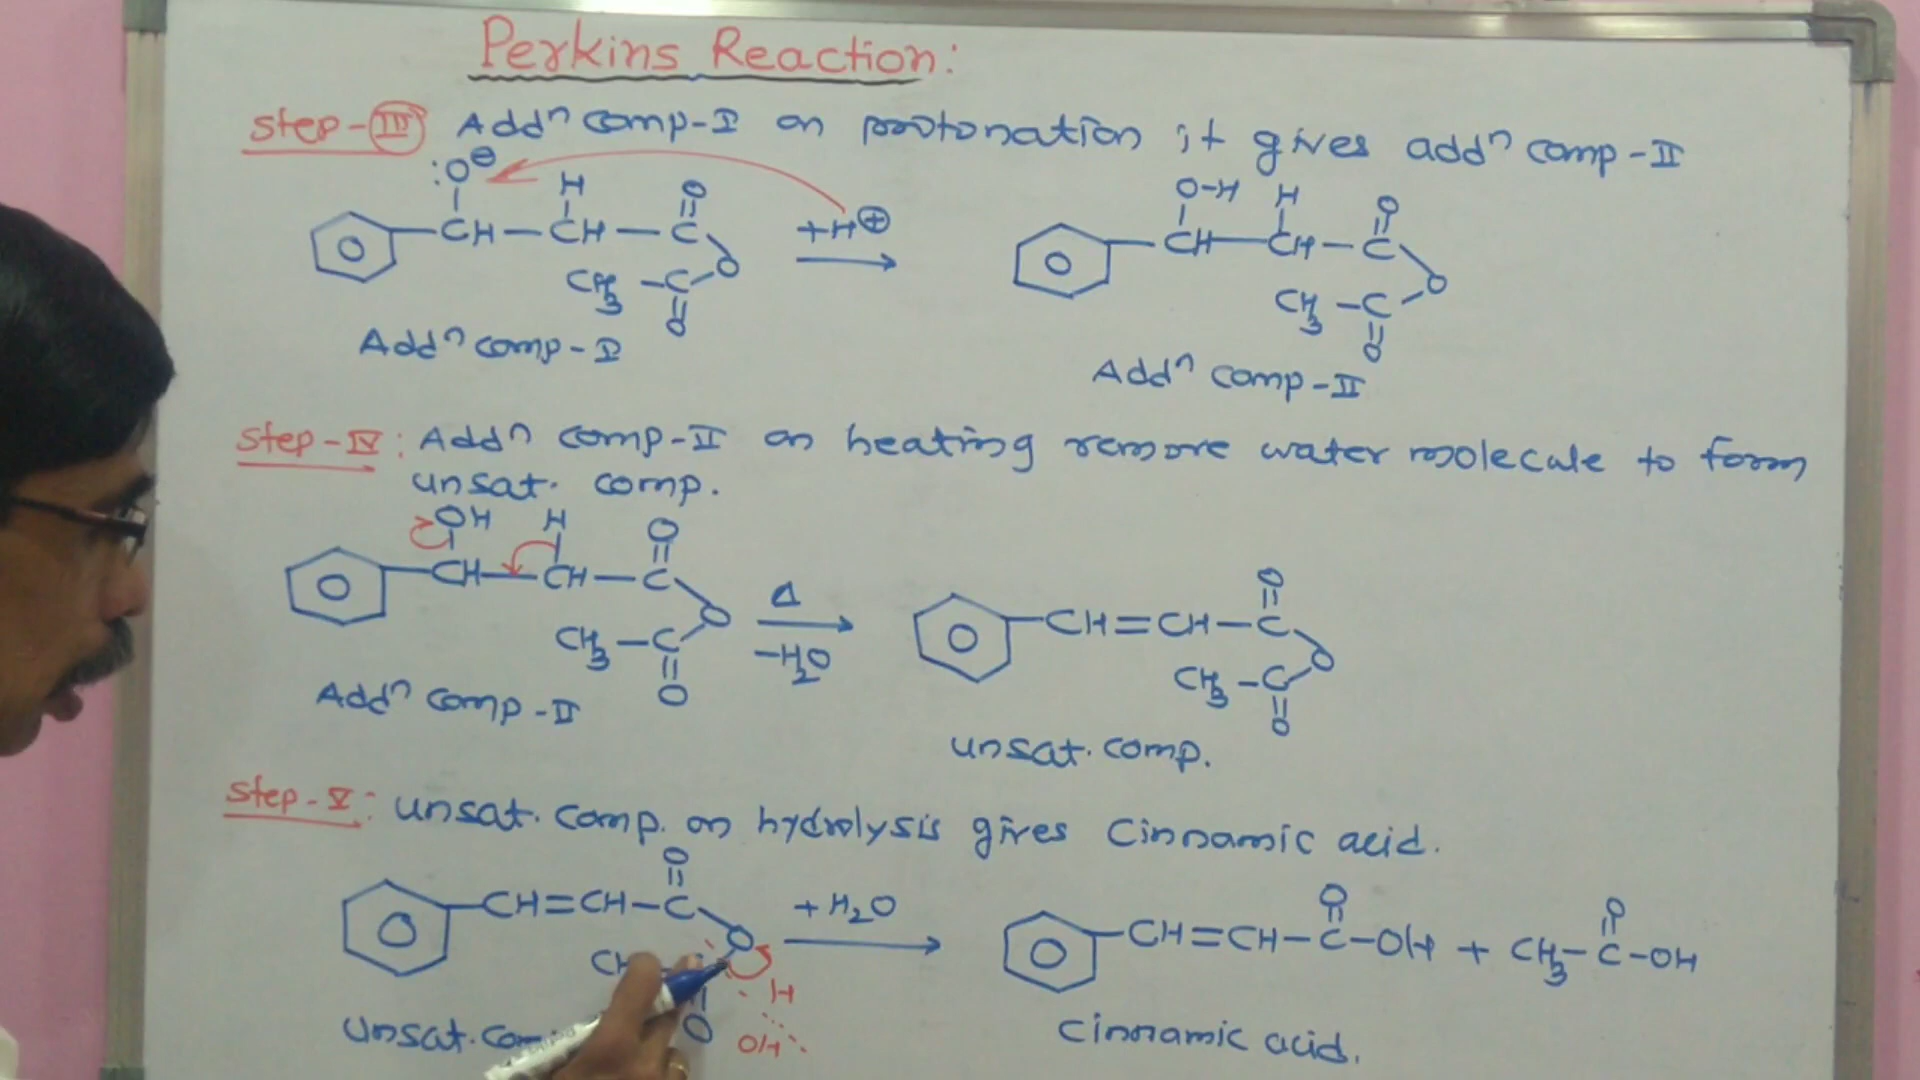 Perkins Reaction:
Step-III Addn comp-I on protonation it gives addn comp-II
:O⊖ H O O-H H O
CH — CH — C +H⊕ CH — CH — C
CH3 — C O CH3 — C O
O O
Addn comp-I Addn comp-II
Step-IV: Addn comp-II on heating remove water molecule to form
unsat. comp.
OH H O
CH — CH — C O Δ CH = CH — C O
CH3 — C O -H2O CH3 — C O
O O
Addn comp-II unsat. comp.
Step-V: unsat. comp. on hydrolysis gives Cinnamic acid.
O O O
CH = CH — C + H2O CH = CH — C — OH + CH3 — C — OH
O
H
O OH
unsat. Cinnamic acid.